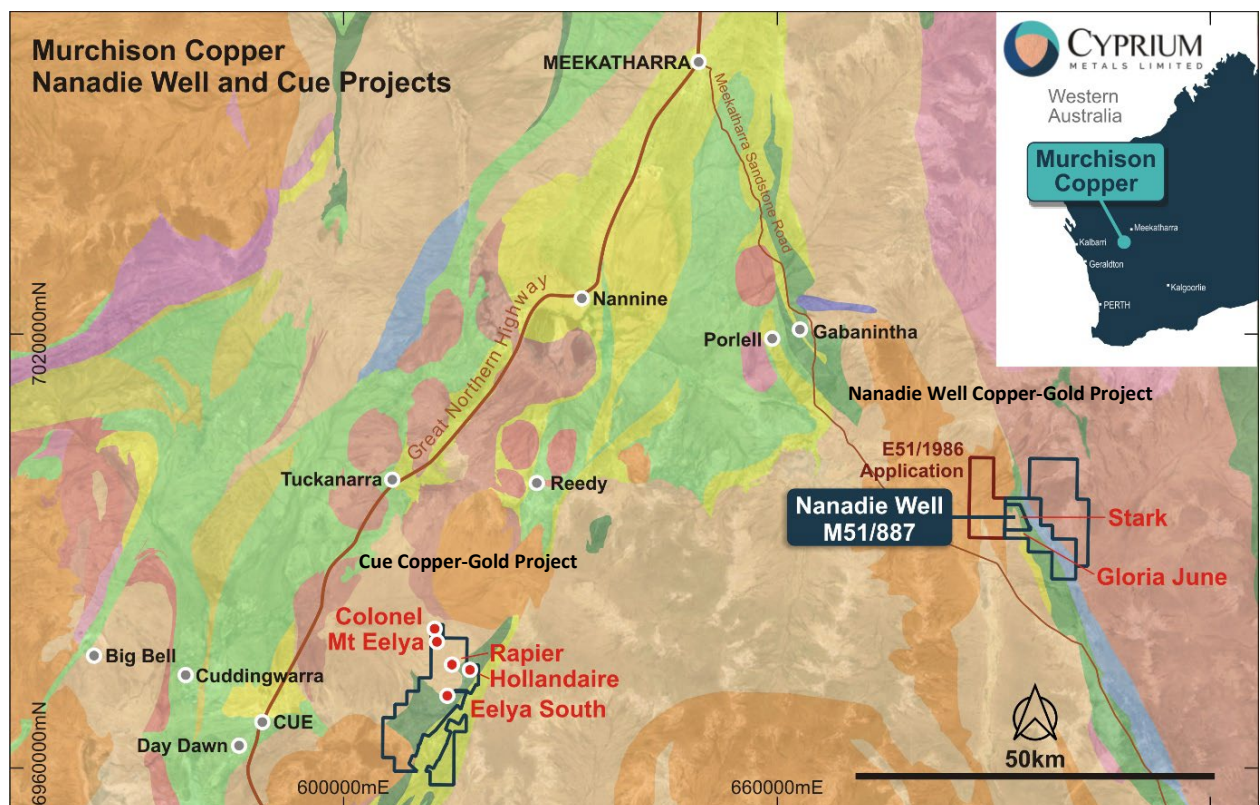 Murchison Copper
Nanadie Well and Cue Projects
CYPRIUM
METALS LIMITED
Western
Australia
Murchison
Copper
Meekatharra
Kalbarri
Geraldton
Kalgoorlie
PERTH
MEEKATHARRA
Meekatharra Sandstone Road
Great Northern Highway
Nannine
Porlell
Gabanintha
7020000mN
Nanadie Well Copper-Gold Project
E51/1986
Application
Tuckanarra
Reedy
Nanadie Well
M51/887
Stark
Gloria June
Cue Copper-Gold Project
Colonel
Mt Eelya
Rapier
Hollandaire
Eelya South
Big Bell
Cuddingwarra
CUE
Day Dawn
50km
6960000mN
600000mE
660000mE